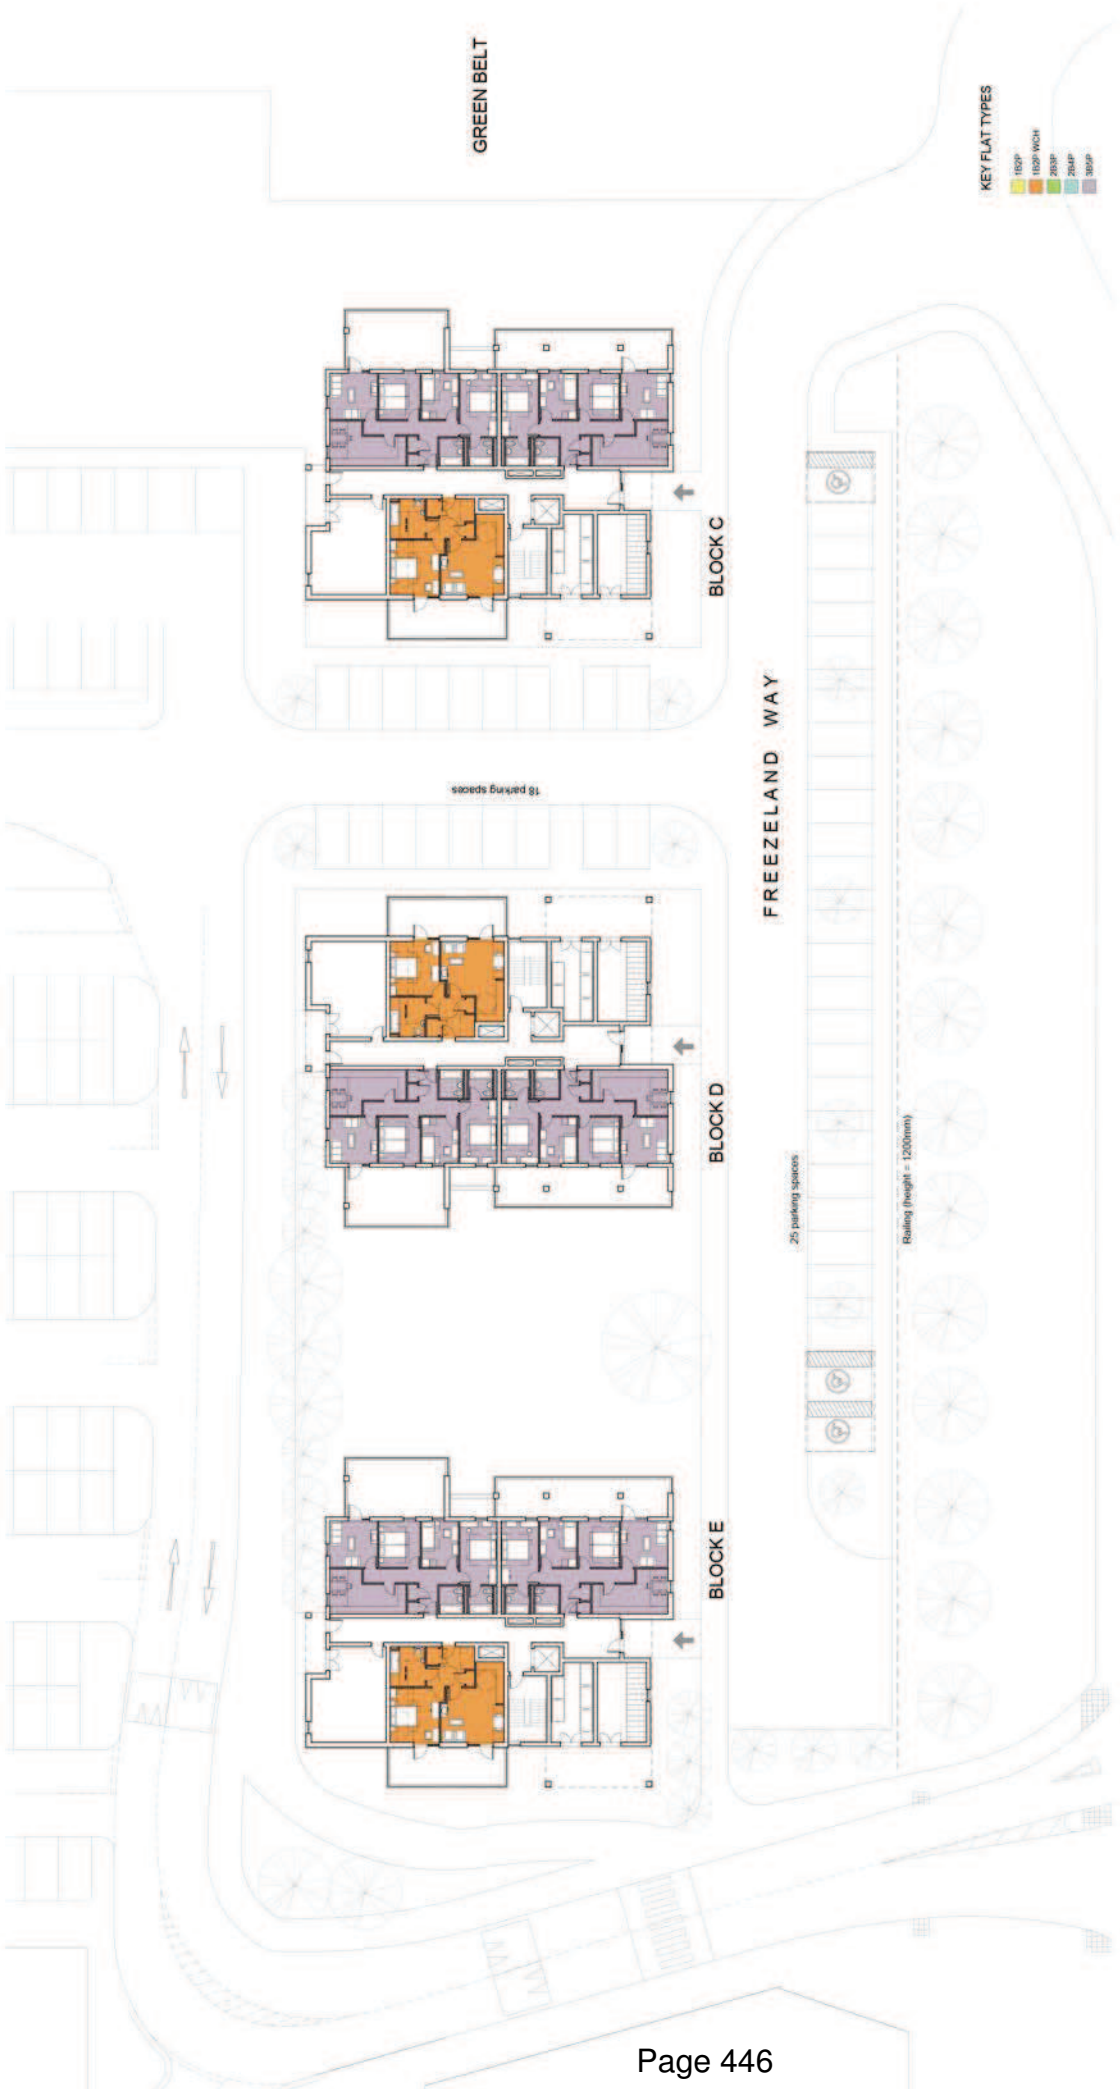 GREEN BELT
KEY FLAT TYPES
1B2P
1B2P WCH
2B3P
2B4P
3B5P
BLOCK C
FREEZELAND WAY
18 parking spaces
BLOCK D
25 parking spaces
Railing (height = 1200mm)
BLOCK E
Page 446